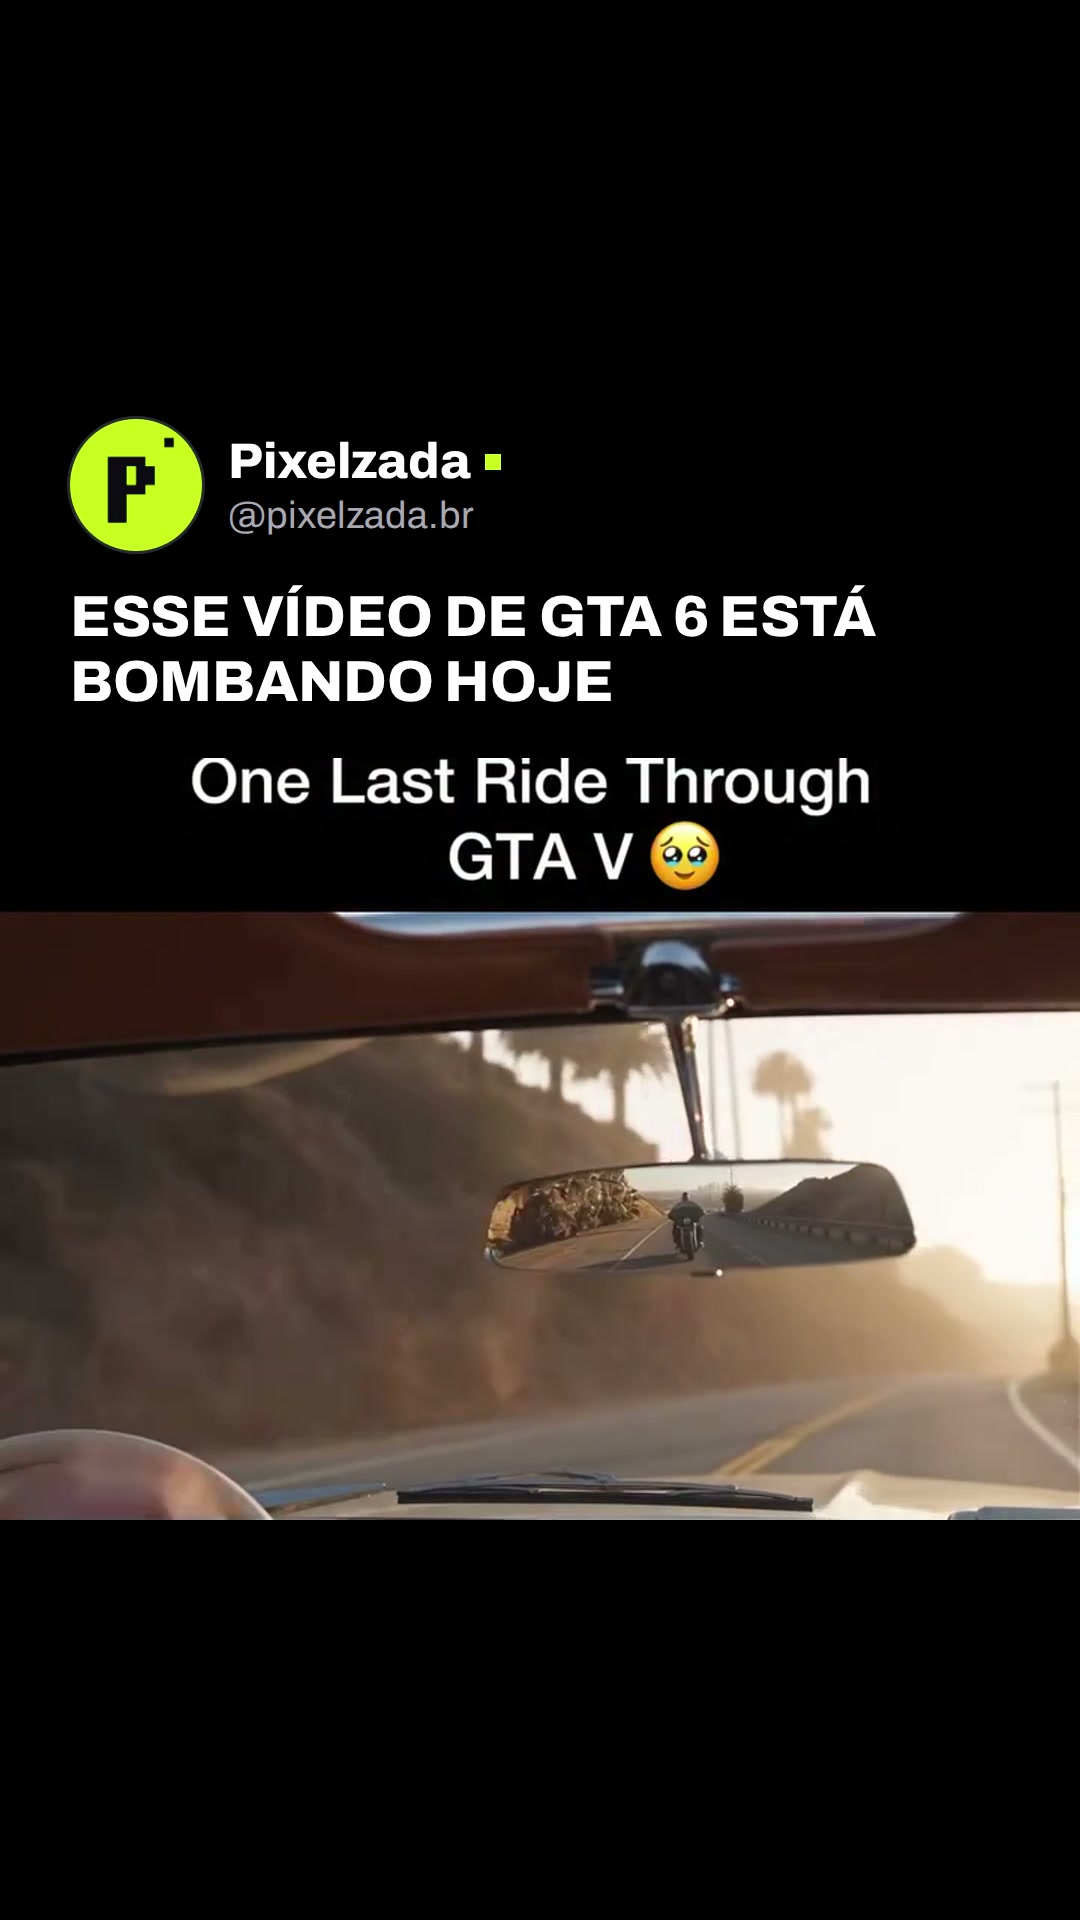 Pixelzada
@pixelzada.br
ESSE VÍDEO DE GTA 6 ESTÁ
BOMBANDO HOJE
One Last Ride Through
GTA V 🥹